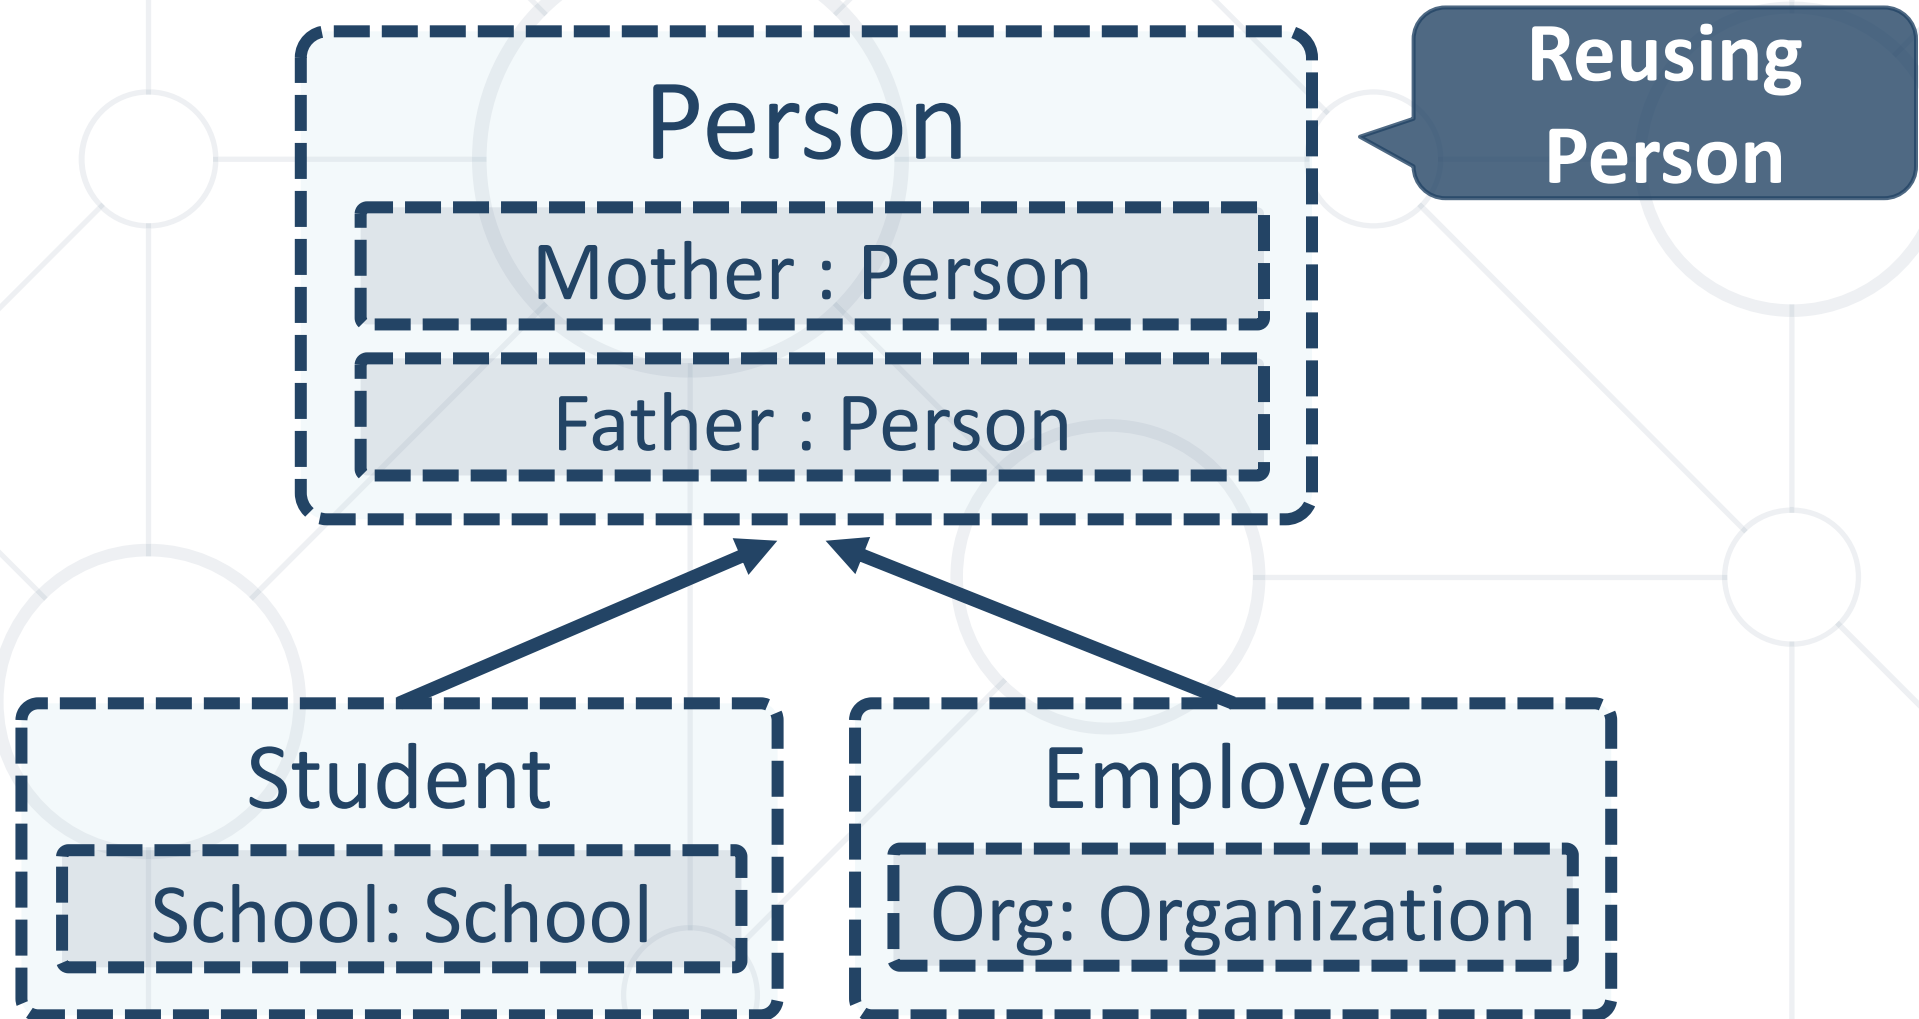 Person
Mother : Person
Father : Person
Reusing
Person
Student
School: School
Employee
Org: Organization